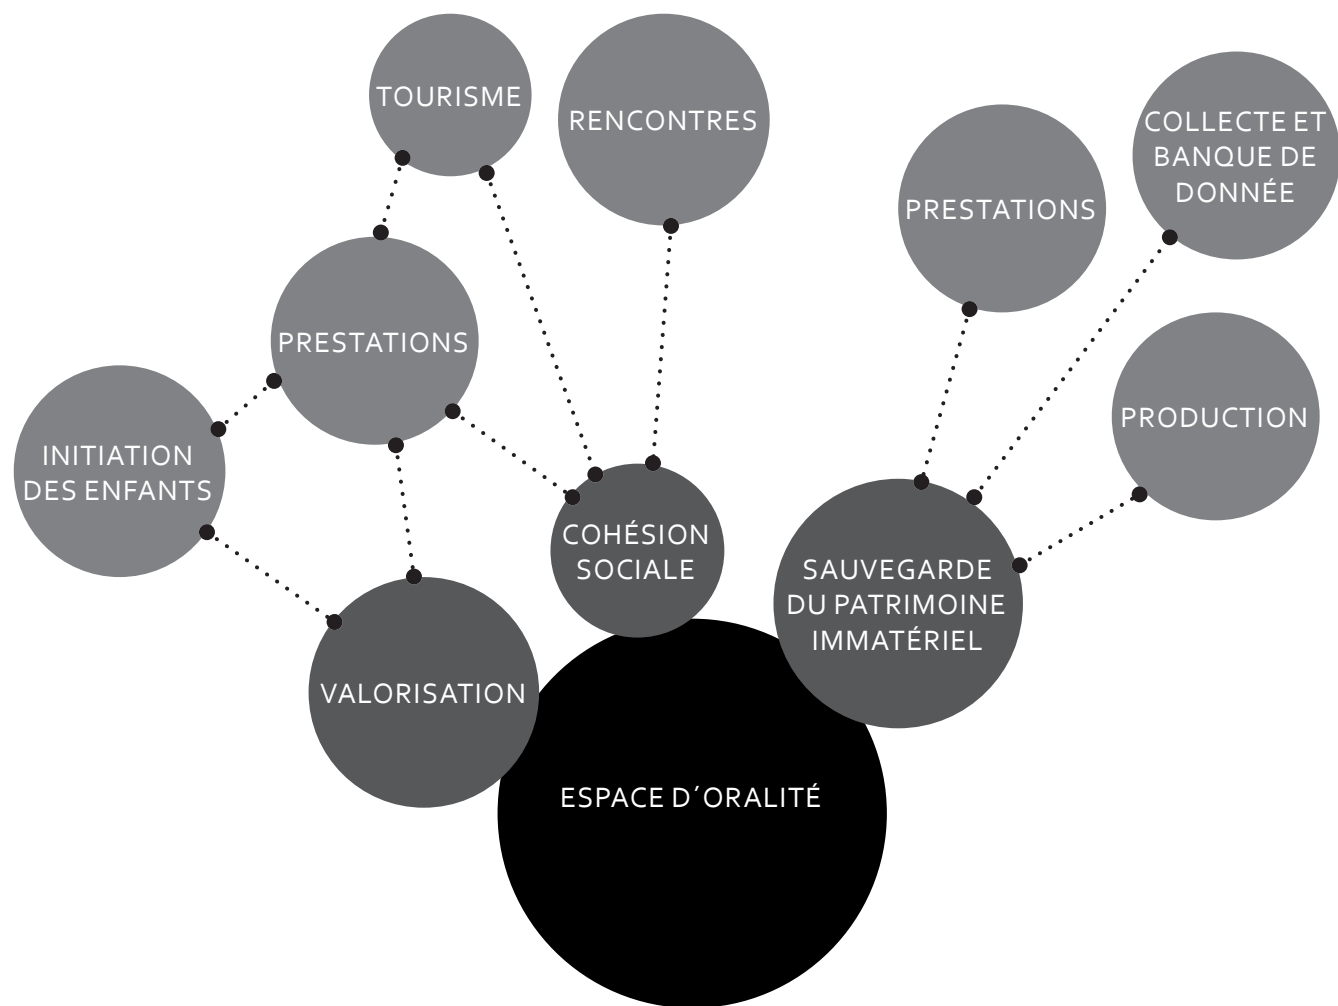 TOURISME
RENCONTRES
PRESTATIONS
COLLECTE ET
BANQUE DE
DONNÉE
PRESTATIONS
PRODUCTION
INITIATION
DES ENFANTS
COHÉSION
SOCIALE
SAUVEGARDE
DU PATRIMOINE
IMMATÉRIEL
VALORISATION
ESPACE D´ORALITÉ